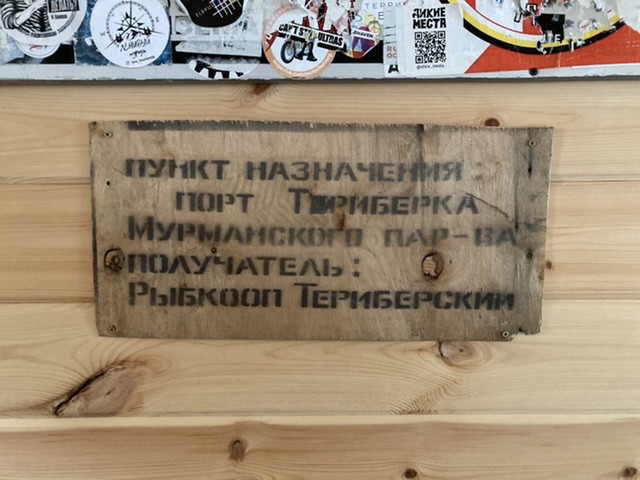 ДИКИЕ
МЕСТА
ПУНКТ НАЗНАЧЕНИЯ:
ПОРТ ТЕРИБЕРКА
МУРМАНСКОГО ПАР-ВА
ПОЛУЧАТЕЛЬ:
РЫБКООП ТЕРИБЕРСКИЙ